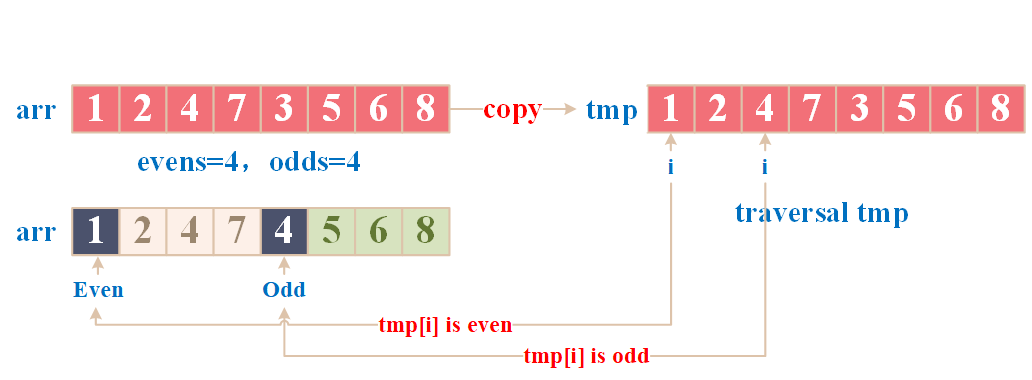 arr 1 2 4 7 3 5 6 8 copy tmp 1 2 4 7 3 5 6 8
evens=4，odds=4
i i
traversal tmp
arr 1 2 4 7 4 5 6 8
Even Odd
tmp[i] is even
tmp[i] is odd